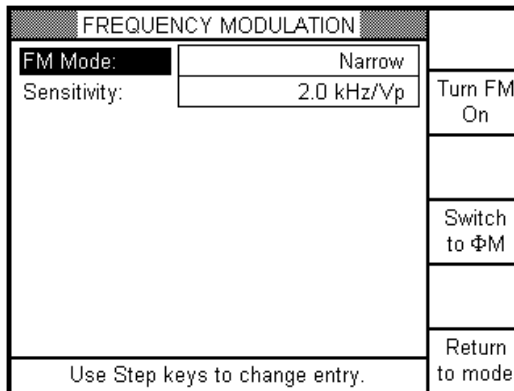 FREQUENCY MODULATION
FM Mode: Narrow
Sensitivity: 2.0 kHz/Vp
Turn FM
On
Switch
to ΦM
Return
to mode
Use Step keys to change entry.